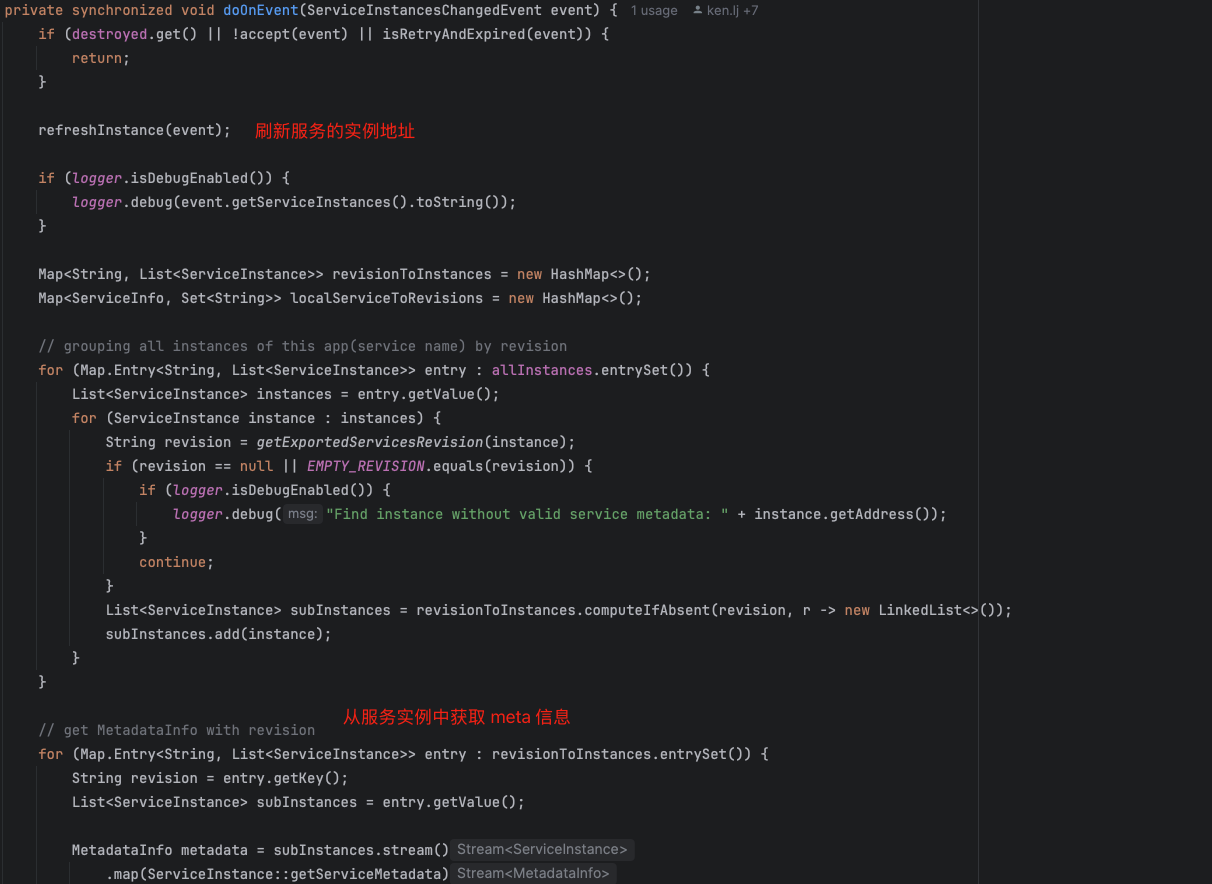 private synchronized void doOnEvent(ServiceInstancesChangedEvent event) { 1 usage ken.lj +7
    if (destroyed.get() || !accept(event) || isRetryAndExpired(event)) {
        return;
    }
    refreshInstance(event); 刷新服务的实例地址
    if (logger.isDebugEnabled()) {
        logger.debug(event.getServiceInstances().toString());
    }
    Map<String, List<ServiceInstance>> revisionToInstances = new HashMap<>();
    Map<ServiceInfo, Set<String>> localServiceToRevisions = new HashMap<>();
    // grouping all instances of this app(service name) by revision
    for (Map.Entry<String, List<ServiceInstance>> entry : allInstances.entrySet()) {
        List<ServiceInstance> instances = entry.getValue();
        for (ServiceInstance instance : instances) {
            String revision = getExportedServicesRevision(instance);
            if (revision == null || EMPTY_REVISION.equals(revision)) {
                if (logger.isDebugEnabled()) {
                    logger.debug( msg: "Find instance without valid service metadata: " + instance.getAddress());
                }
                continue;
            }
            List<ServiceInstance> subInstances = revisionToInstances.computeIfAbsent(revision, r -> new LinkedList<>());
            subInstances.add(instance);
        }
    }
    从服务实例中获取 meta 信息
    // get MetadataInfo with revision
    for (Map.Entry<String, List<ServiceInstance>> entry : revisionToInstances.entrySet()) {
        String revision = entry.getKey();
        List<ServiceInstance> subInstances = entry.getValue();
        MetadataInfo metadata = subInstances.stream() Stream<ServiceInstance>
            .map(ServiceInstance::getServiceMetadata) Stream<MetadataInfo>